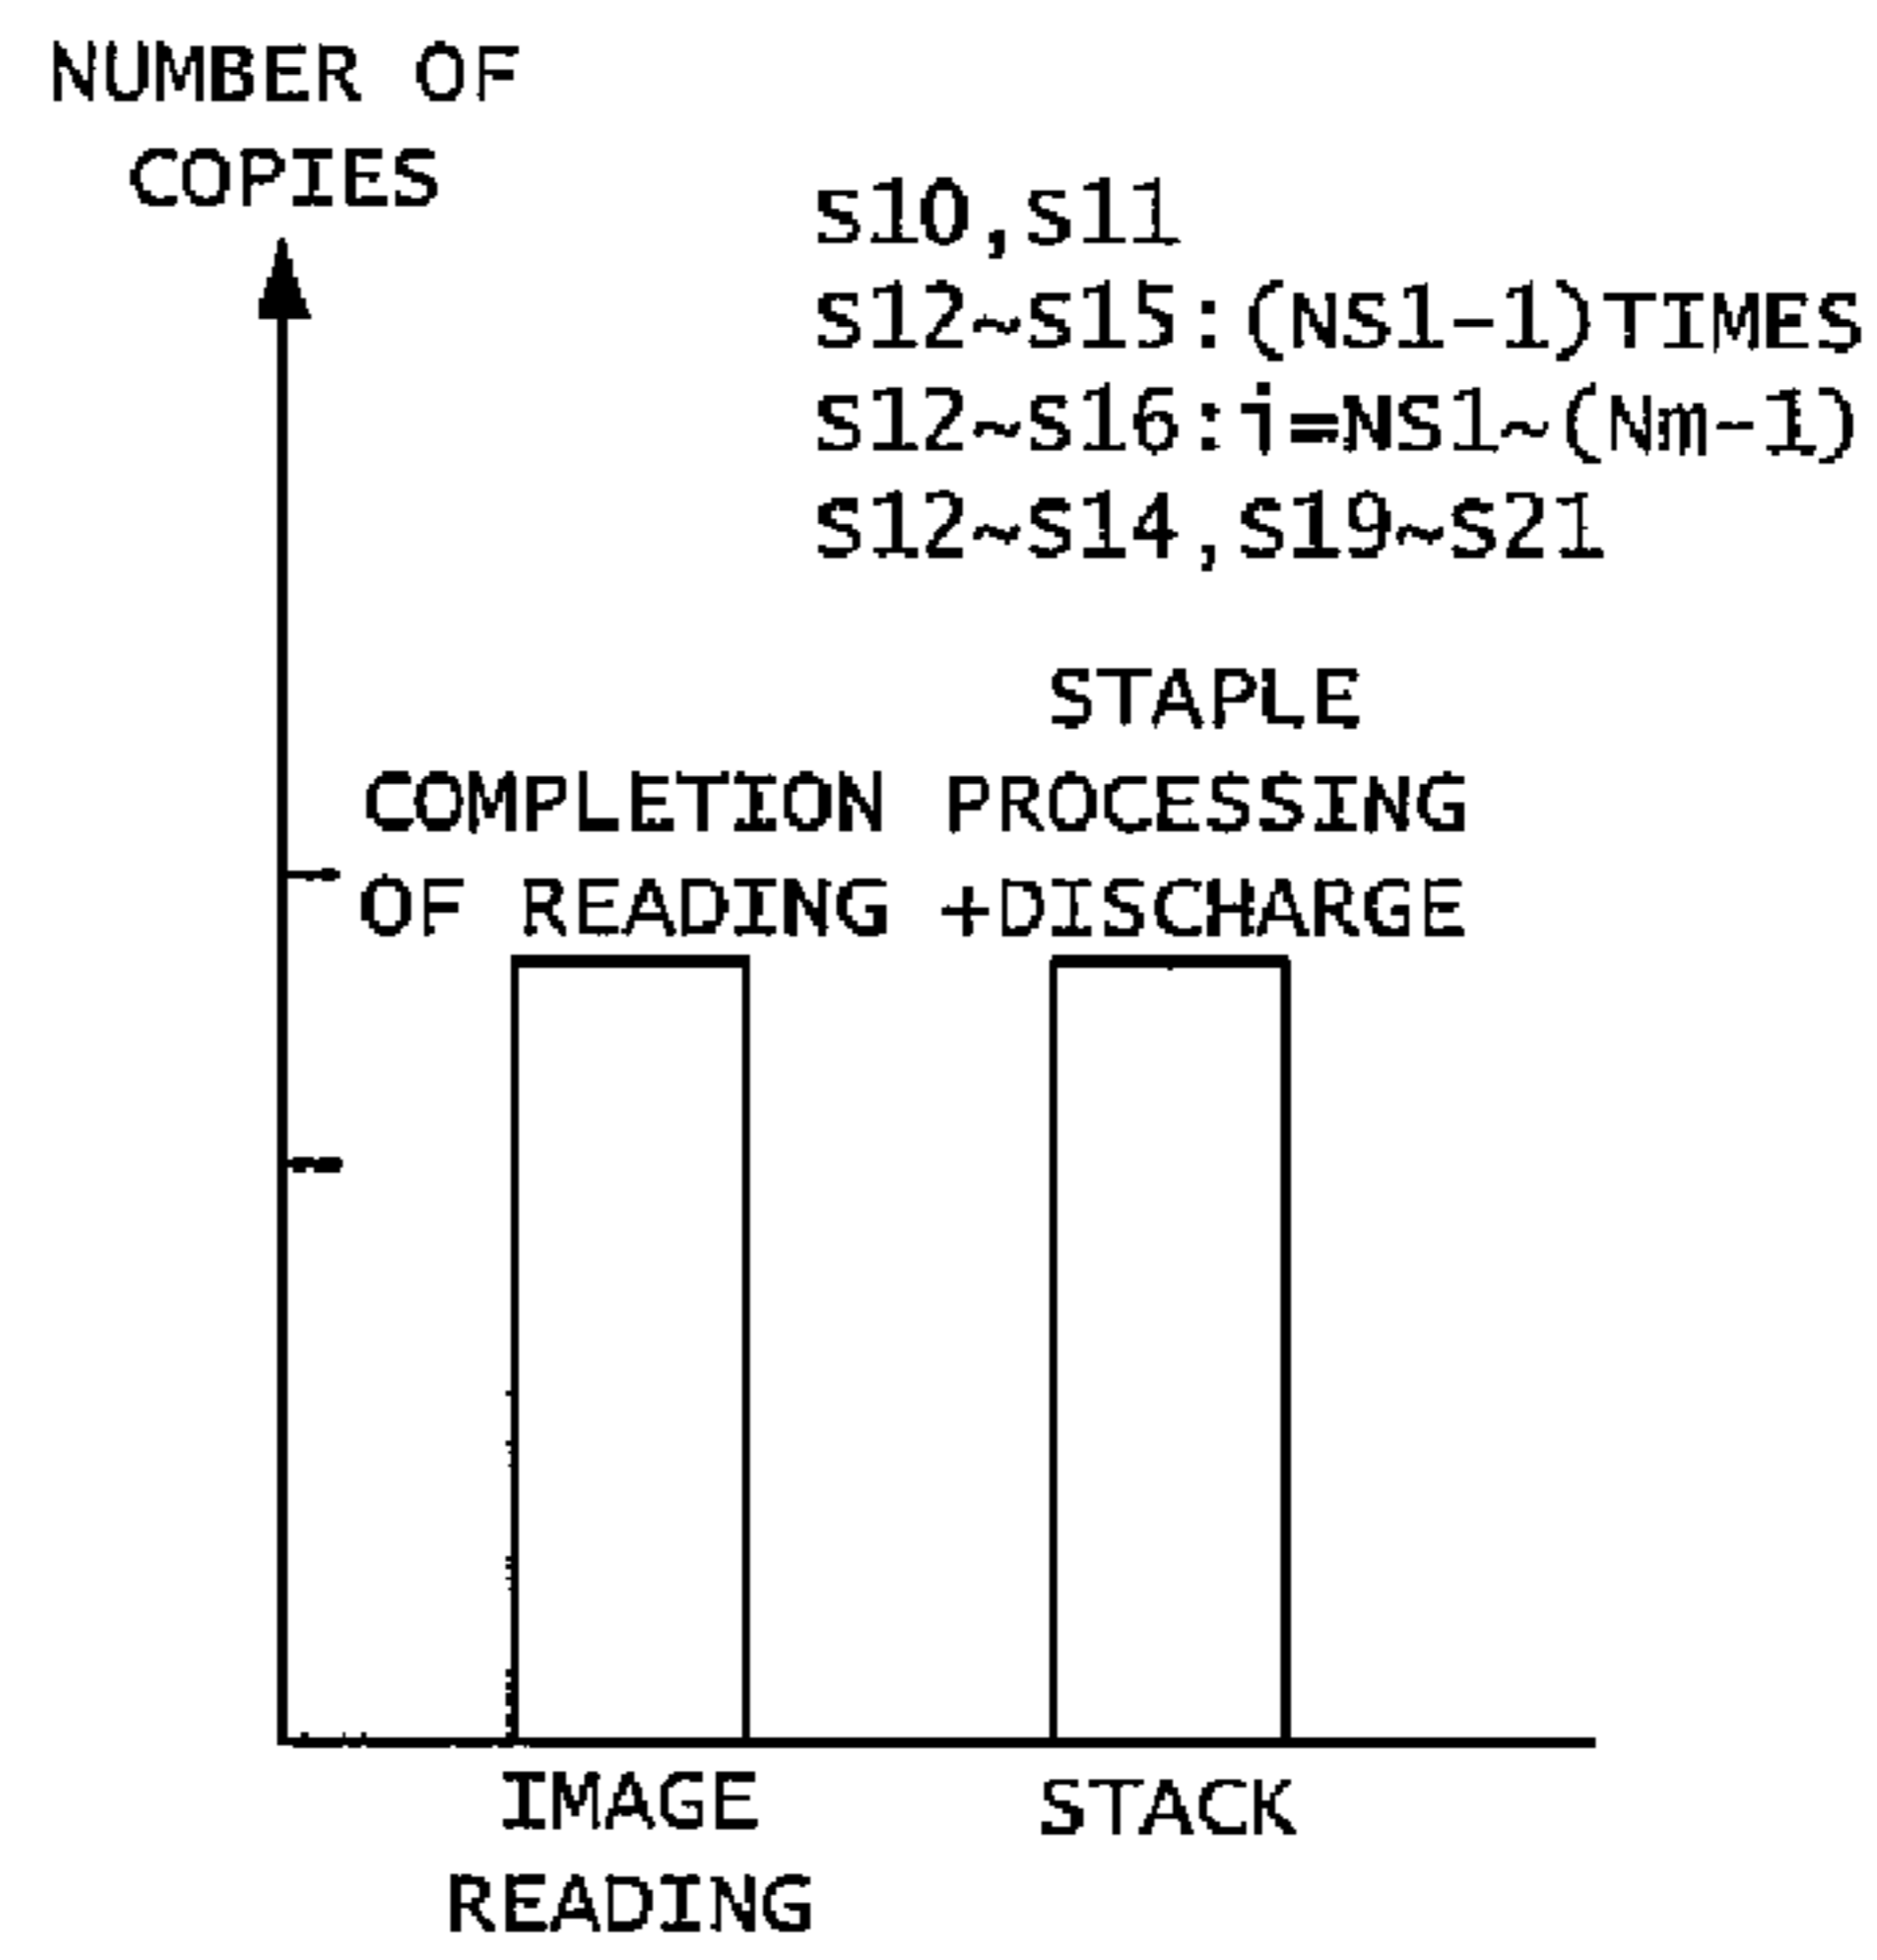 NUMBER OF
COPIES
S10,S11
S12~S15:(NS1-1)TIMES
S12~S16:i=NS1~(Nm-1)
S12~S14,S19~S21
STAPLE
COMPLETION PROCESSING
OF READING +DISCHARGE
IMAGE
READING
STACK